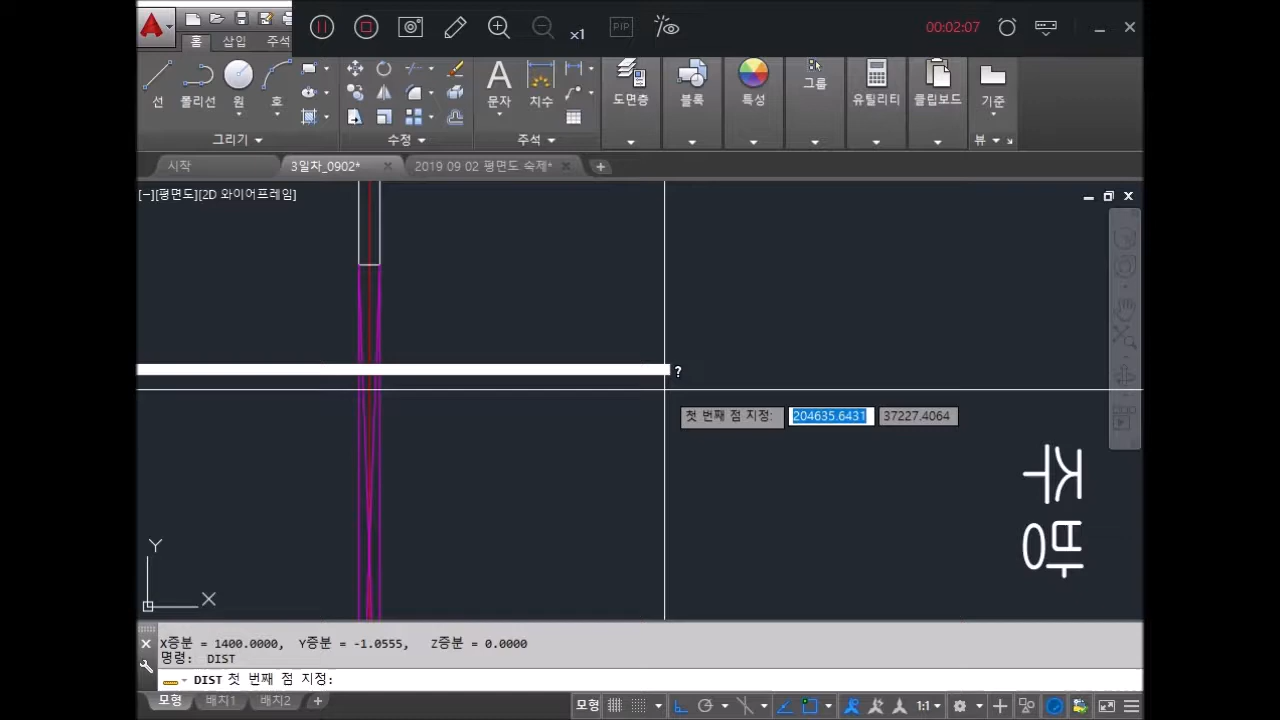 x1
PIP
00:02:07
홈
삽입
주석
선
폴리선
원
호
문자
치수
도면층
블록
특성
그룹
유틸리티
클립보드
기준
그리기
수정
주석
뷰
시작
3일차_0902*
2019 09 02 평면도 숙제*
[−][평면도][2D 와이어프레임]
?
첫 번째 점 지정:
204635.6431
37227.4064
주방
Y
X
X증분 = 1400.0000, Y증분 = -1.0555, Z증분 = 0.0000
명령: DIST
DIST 첫 번째 점 지정:
모형
배치1
배치2
모형
1:1